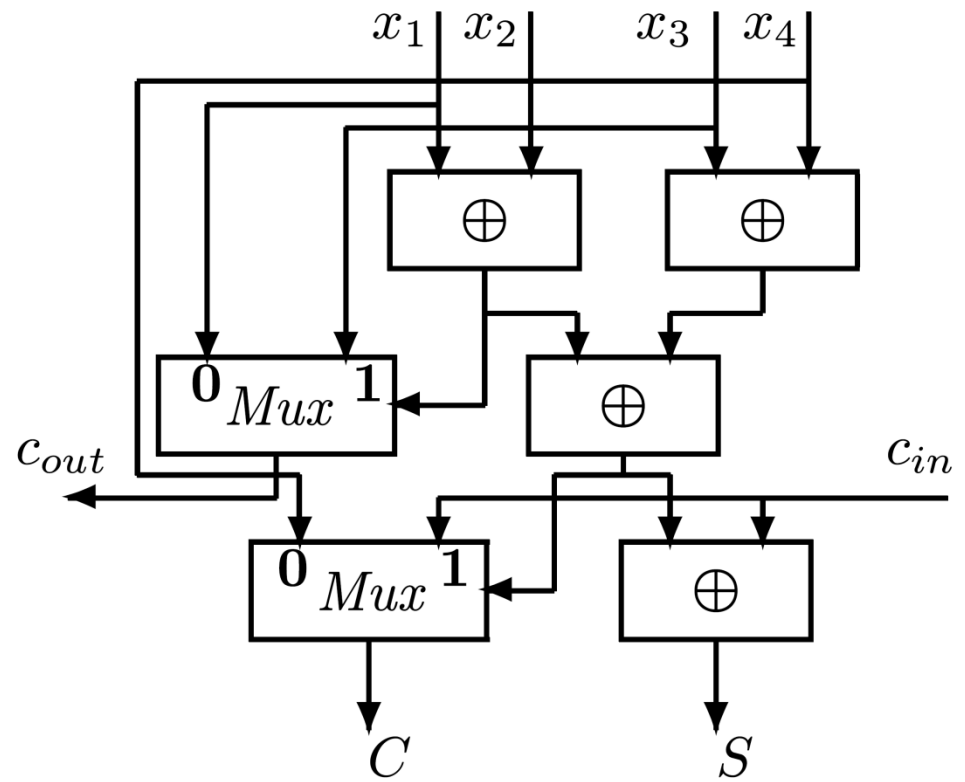 x₁ x₂ x₃ x₄
⊕ ⊕
0 Mux 1 ⊕
c_out c_in
0 Mux 1 ⊕
C S